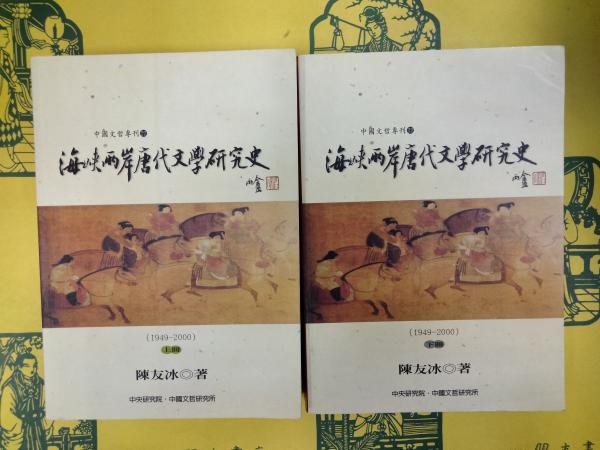 中國文哲專刊
海峽兩岸唐代文學研究史
(1949-2000)
上冊
陳友冰◎著
中央研究院・中國文哲研究所
中國文哲專刊
海峽兩岸唐代文學研究史
(1949-2000)
下冊
陳友冰◎著
中央研究院・中國文哲研究所